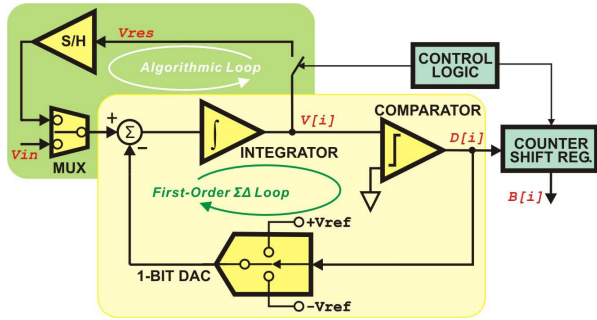 S/H
Vres
Algorithmic Loop
CONTROL
LOGIC
COMPARATOR
+
Σ
−
∫
V[i]
D[i]
Vin
MUX
INTEGRATOR
COUNTER
SHIFT REG.
First-Order ΣΔ Loop
B[i]
+Vref
1-BIT DAC
−Vref